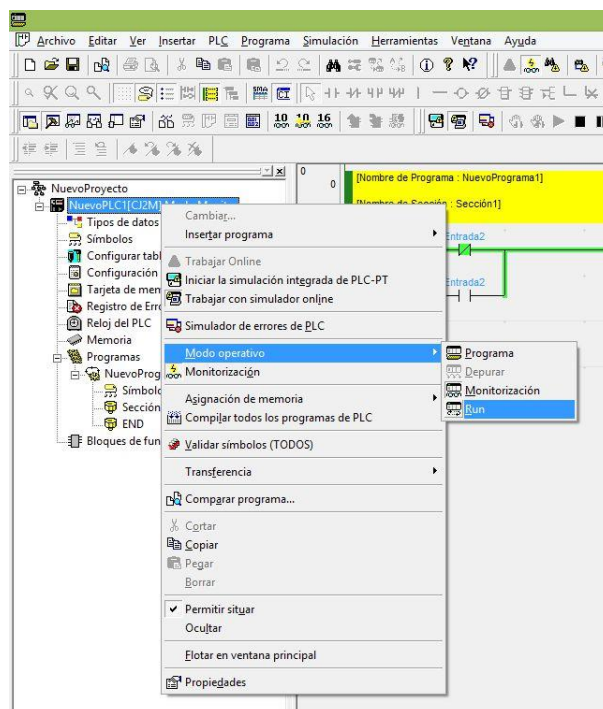 Archivo Editar Ver Insertar PLC Programa Simulación Herramientas Ventana Ayuda
10 10 16
NuevoProyecto
NuevoPLC1[CJ2M]
Tipos de datos
Símbolos
Configurar tabl
Configuración
Tarjeta de mem
Registro de Erro
Reloj del PLC
Memoria
Programas
NuevoProg
Símbolo
Sección
END
Bloques de fun
0
0
[Nombre de Programa : NuevoPrograma1]
[Nombre de Sección : Sección1]
Entrada2
Entrada2
Cambiar...
Insertar programa
Trabajar Online
Iniciar la simulación integrada de PLC-PT
Trabajar con simulador online
Simulador de errores de PLC
Modo operativo
Monitorización
Asignación de memoria
Compilar todos los programas de PLC
Validar símbolos (TODOS)
Transferencia
Comparar programa...
Cortar
Copiar
Pegar
Borrar
Permitir situar
Ocultar
Flotar en ventana principal
Propiedades
Programa
Depurar
Monitorización
Run